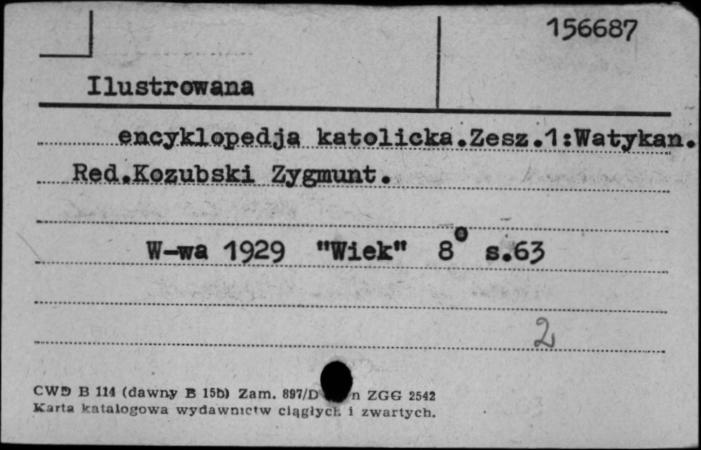 156687
Ilustrowana
encyklopedja katolicka.Zesz.1:Watykan.
Red.Kozubski Zygmunt.
W-wa 1929 "Wiek" 8° s.63
2
CWD B 114 (dawny B 15b) Zam. 897/D n ZGG 2542
Karta katalogowa wydawnictw ciągłych i zwartych.